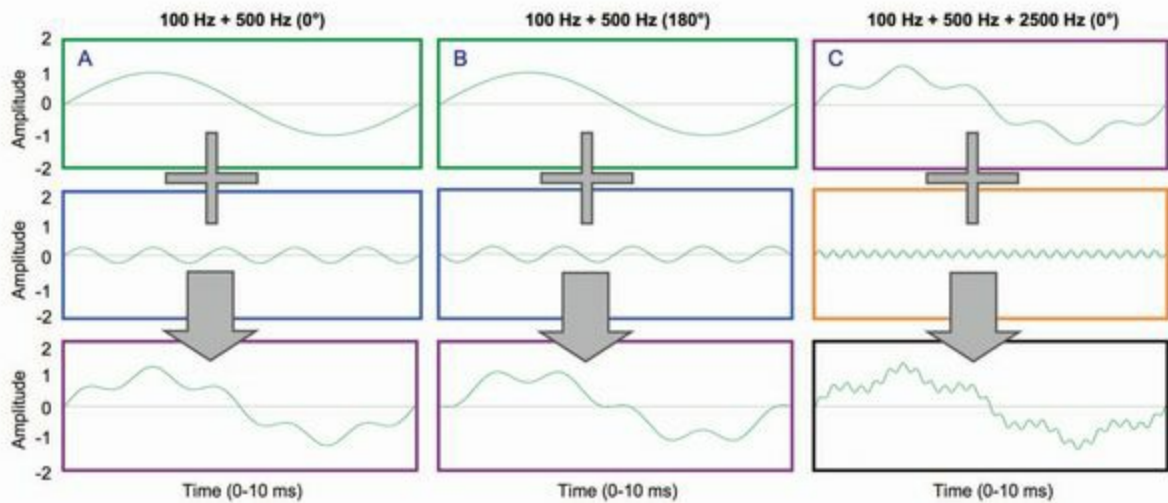 100 Hz + 500 Hz (0°)
100 Hz + 500 Hz (180°)
100 Hz + 500 Hz + 2500 Hz (0°)
A
B
C
Amplitude
2
1
0
-1
-2
Amplitude
2
1
0
-1
-2
Amplitude
2
1
0
-1
-2
Time (0-10 ms)
Time (0-10 ms)
Time (0-10 ms)